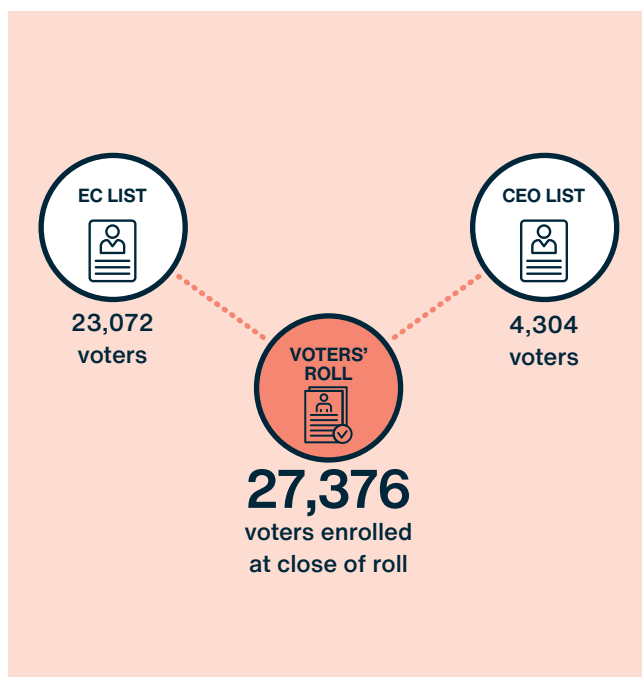 EC LIST
23,072
voters
CEO LIST
4,304
voters
VOTERS’
ROLL
27,376
voters enrolled
at close of roll